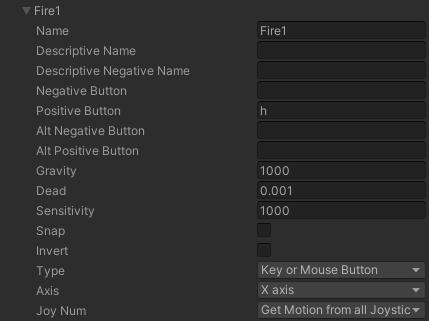 Fire1
Name Fire1
Descriptive Name
Descriptive Negative Name
Negative Button
Positive Button h
Alt Negative Button
Alt Positive Button
Gravity 1000
Dead 0.001
Sensitivity 1000
Snap
Invert
Type Key or Mouse Button
Axis X axis
Joy Num Get Motion from all Joystic